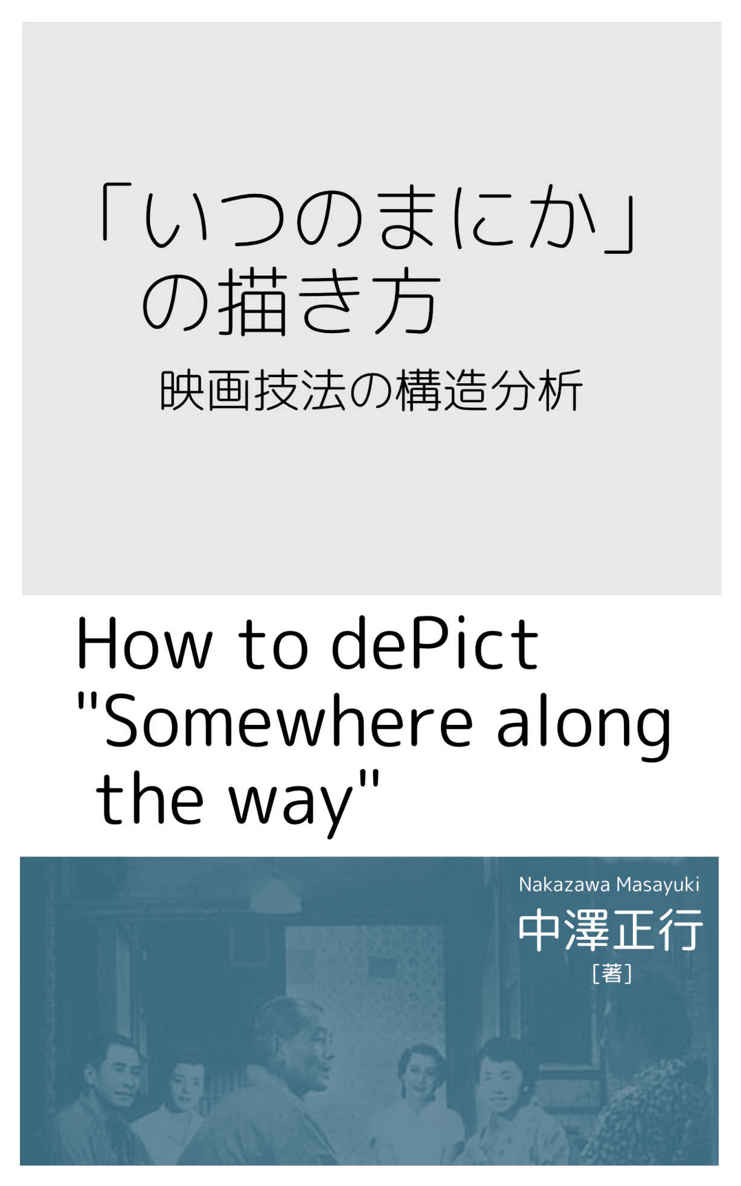 「いつのまにか」
の描き方
映画技法の構造分析
How to dePict
"Somewhere along
the way"
Nakazawa Masayuki
中澤正行
[著]